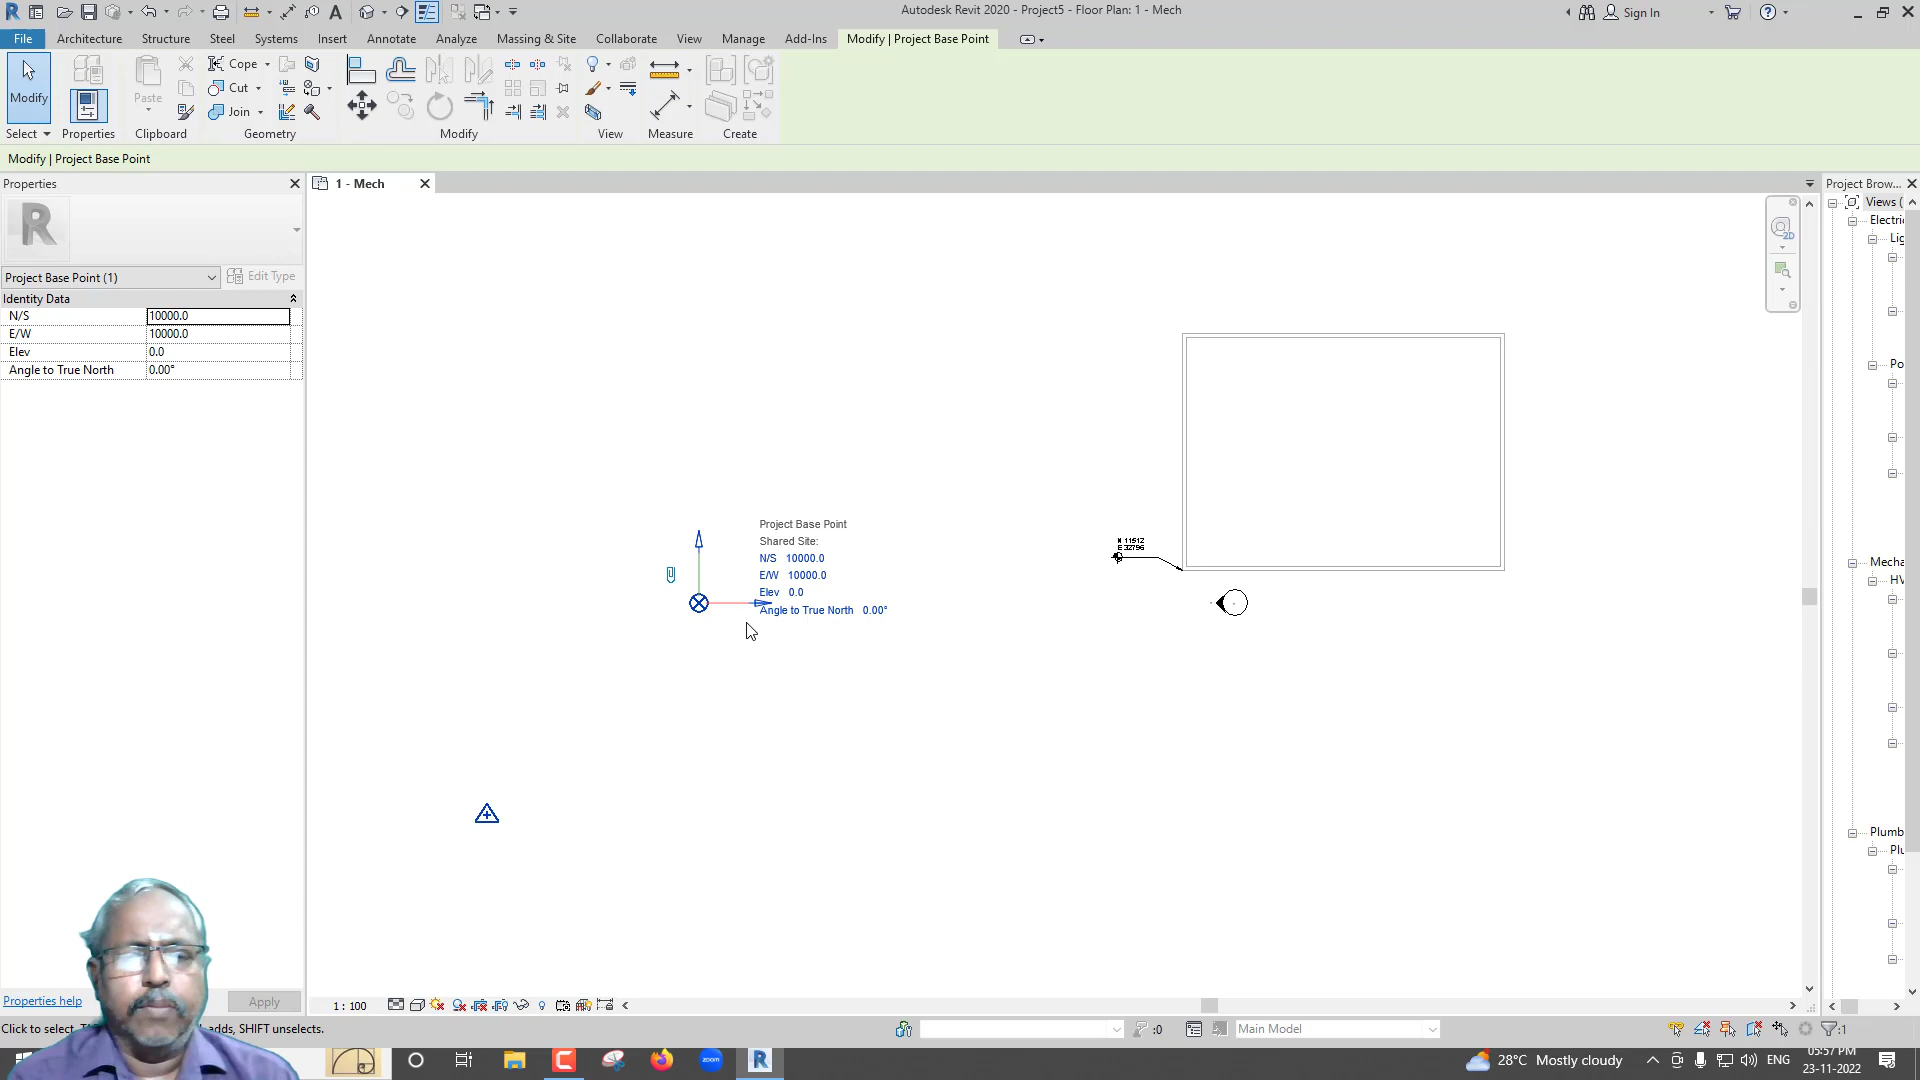 Autodesk Revit 2020 - Project5 - Floor Plan: 1 - Mech
Sign In
File Architecture Structure Steel Systems Insert Annotate Analyze Massing & Site Collaborate View Manage Add-Ins Modify | Project Base Point
Modify
Paste
Cope
Cut
Join
Select Properties Clipboard Geometry Modify View Measure Create
Modify | Project Base Point
Properties
1 - Mech
Project Brow...
Project Base Point (1)
Edit Type
Identity Data
N/S 10000.0
E/W 10000.0
Elev 0.0
Angle to True North 0.00°
Views (
Electric
Lig
Po
Mecha
HV
Plumb
Plu
2D
Project Base Point
Shared Site:
N/S 10000.0
E/W 10000.0
Elev 0.0
Angle to True North 0.00°
N 11512
E 32796
Properties help
Apply
1 : 100
Click to select,
adds, SHIFT unselects.
:0
Main Model
:1
zoom
28°C Mostly cloudy
ENG
05:57 PM
23-11-2022